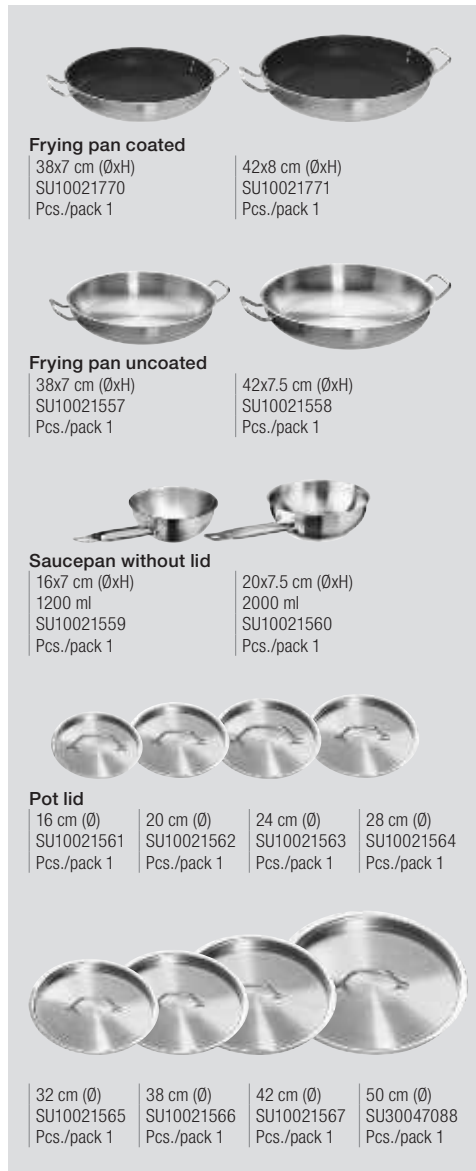 Frying pan coated
38x7 cm (ØxH)
SU10021770
Pcs./pack 1
42x8 cm (ØxH)
SU10021771
Pcs./pack 1
Frying pan uncoated
38x7 cm (ØxH)
SU10021557
Pcs./pack 1
42x7.5 cm (ØxH)
SU10021558
Pcs./pack 1
Saucepan without lid
16x7 cm (ØxH)
1200 ml
SU10021559
Pcs./pack 1
20x7.5 cm (ØxH)
2000 ml
SU10021560
Pcs./pack 1
Pot lid
16 cm (Ø)
SU10021561
Pcs./pack 1
20 cm (Ø)
SU10021562
Pcs./pack 1
24 cm (Ø)
SU10021563
Pcs./pack 1
28 cm (Ø)
SU10021564
Pcs./pack 1
32 cm (Ø)
SU10021565
Pcs./pack 1
38 cm (Ø)
SU10021566
Pcs./pack 1
42 cm (Ø)
SU10021567
Pcs./pack 1
50 cm (Ø)
SU30047088
Pcs./pack 1